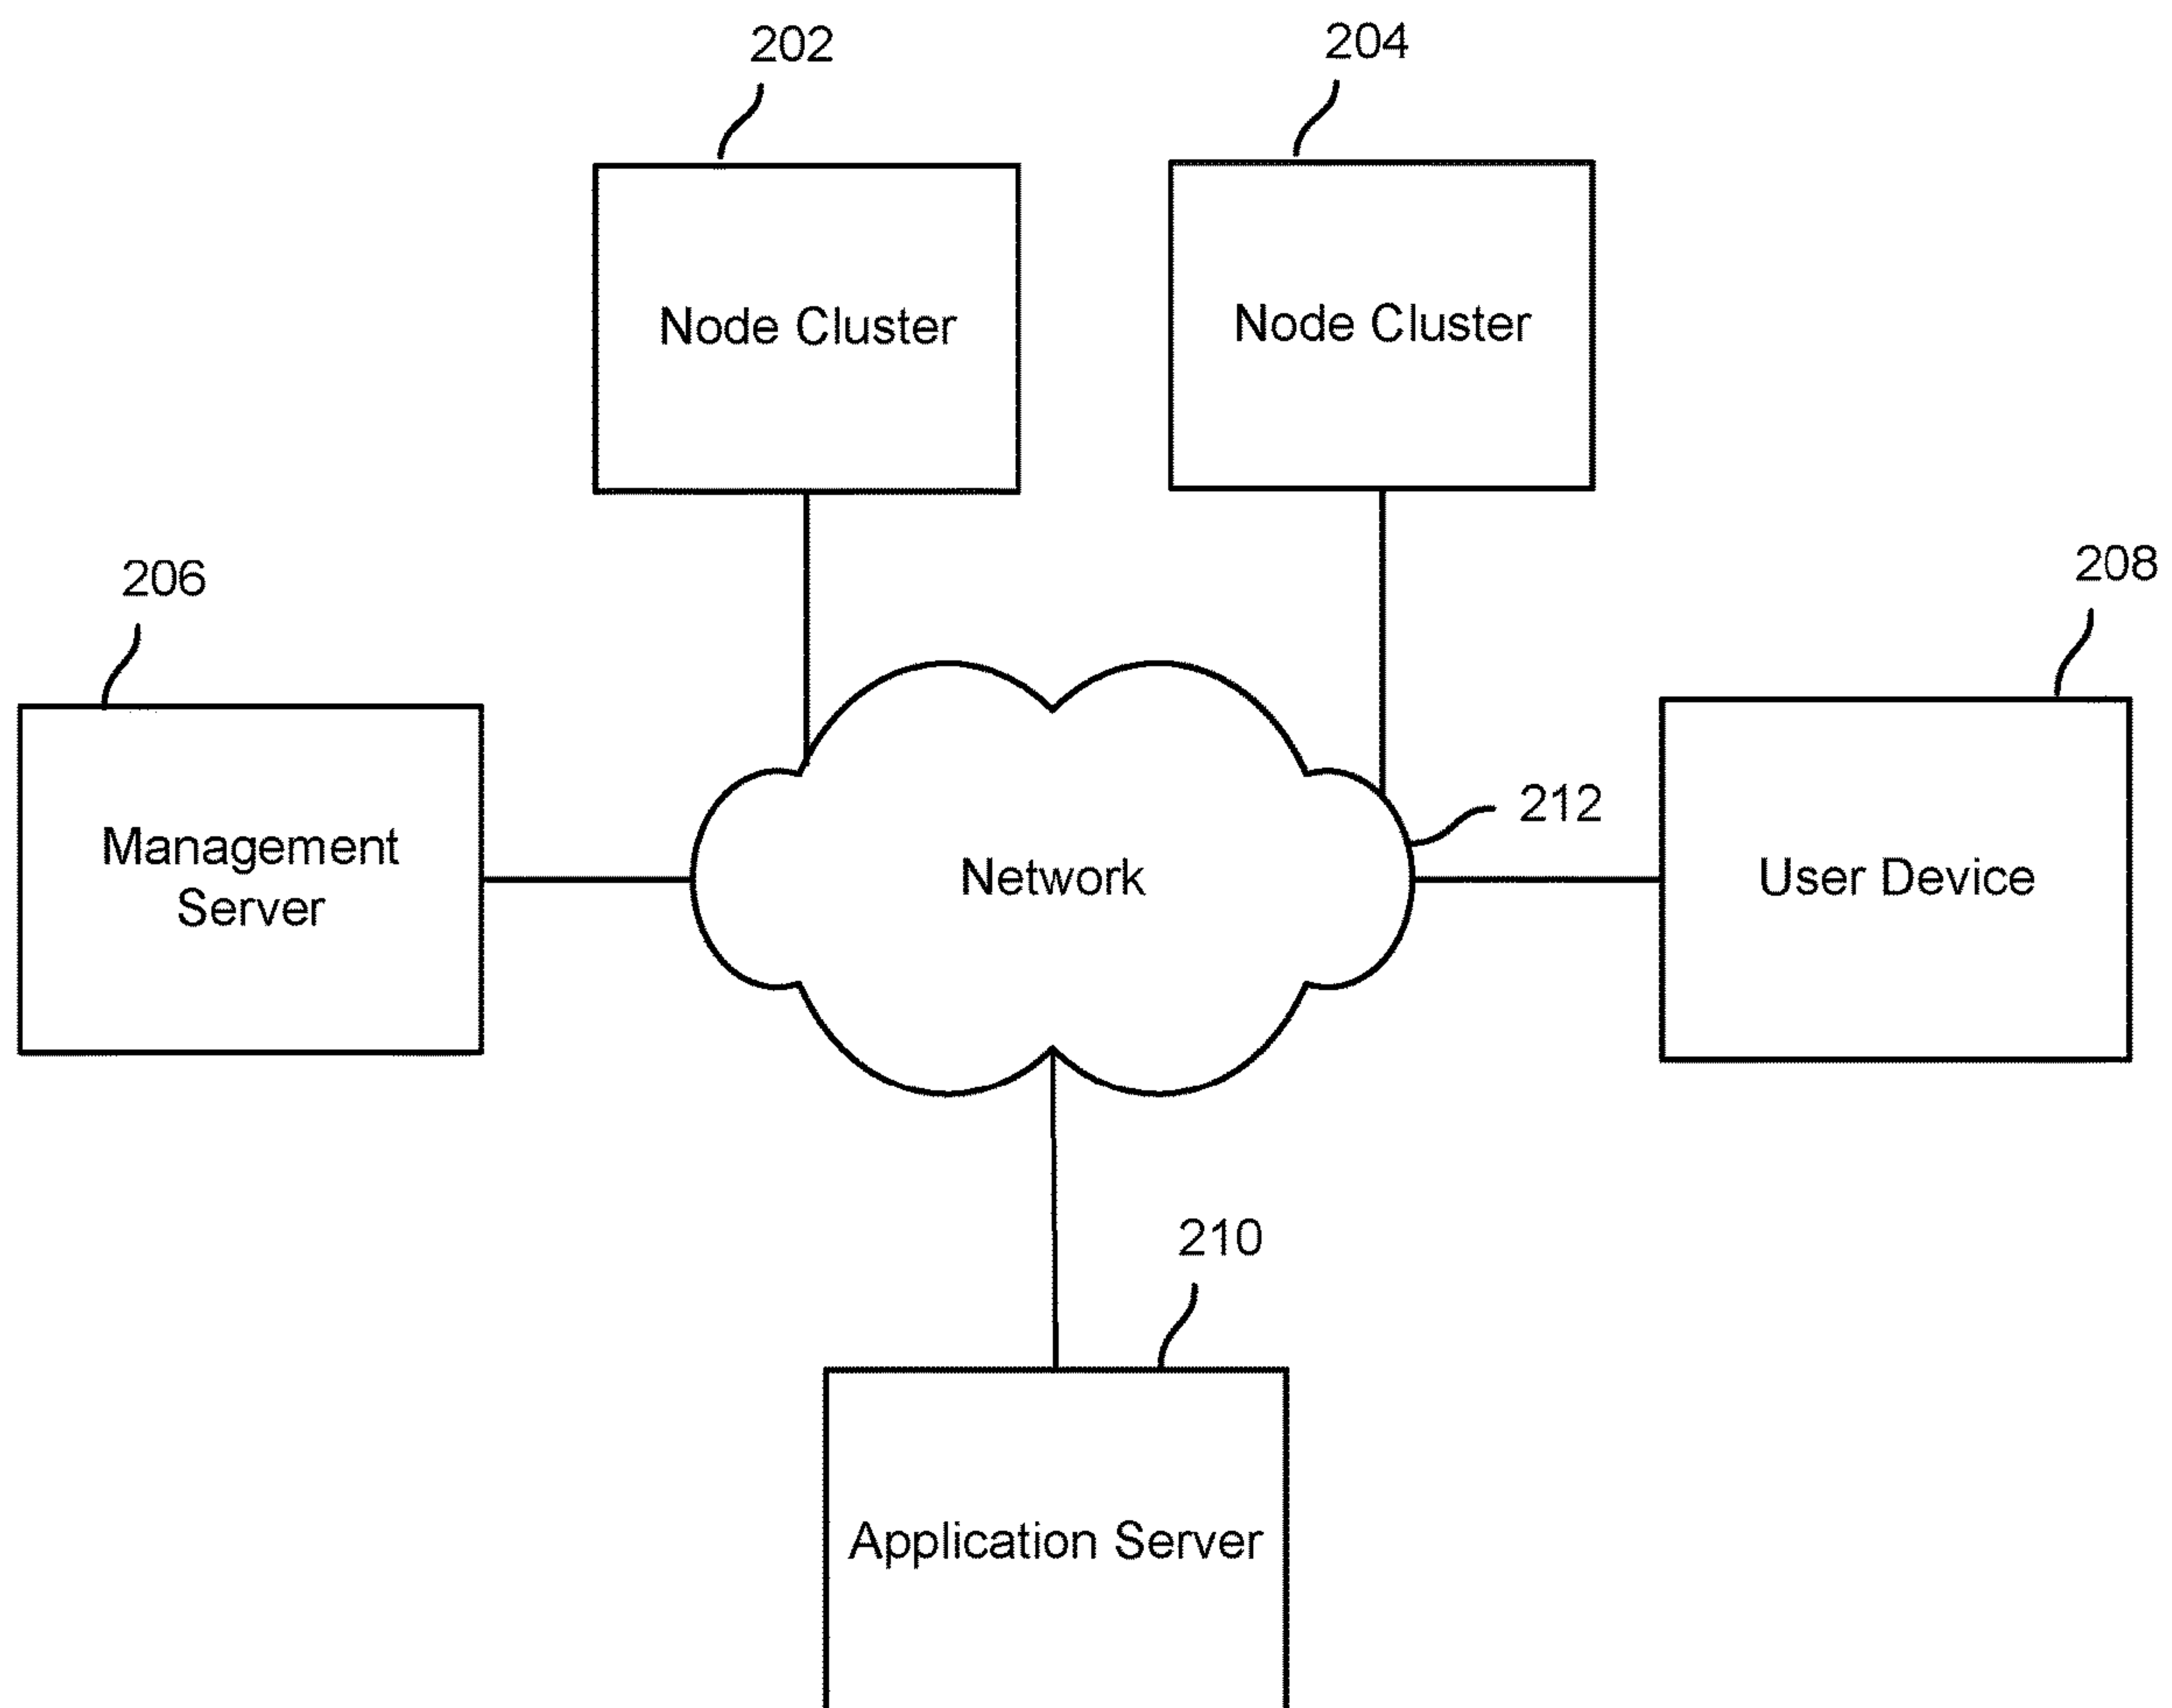 202
204
Node Cluster
Node Cluster
206
208
212
Management
Server
Network
User Device
210
Application Server